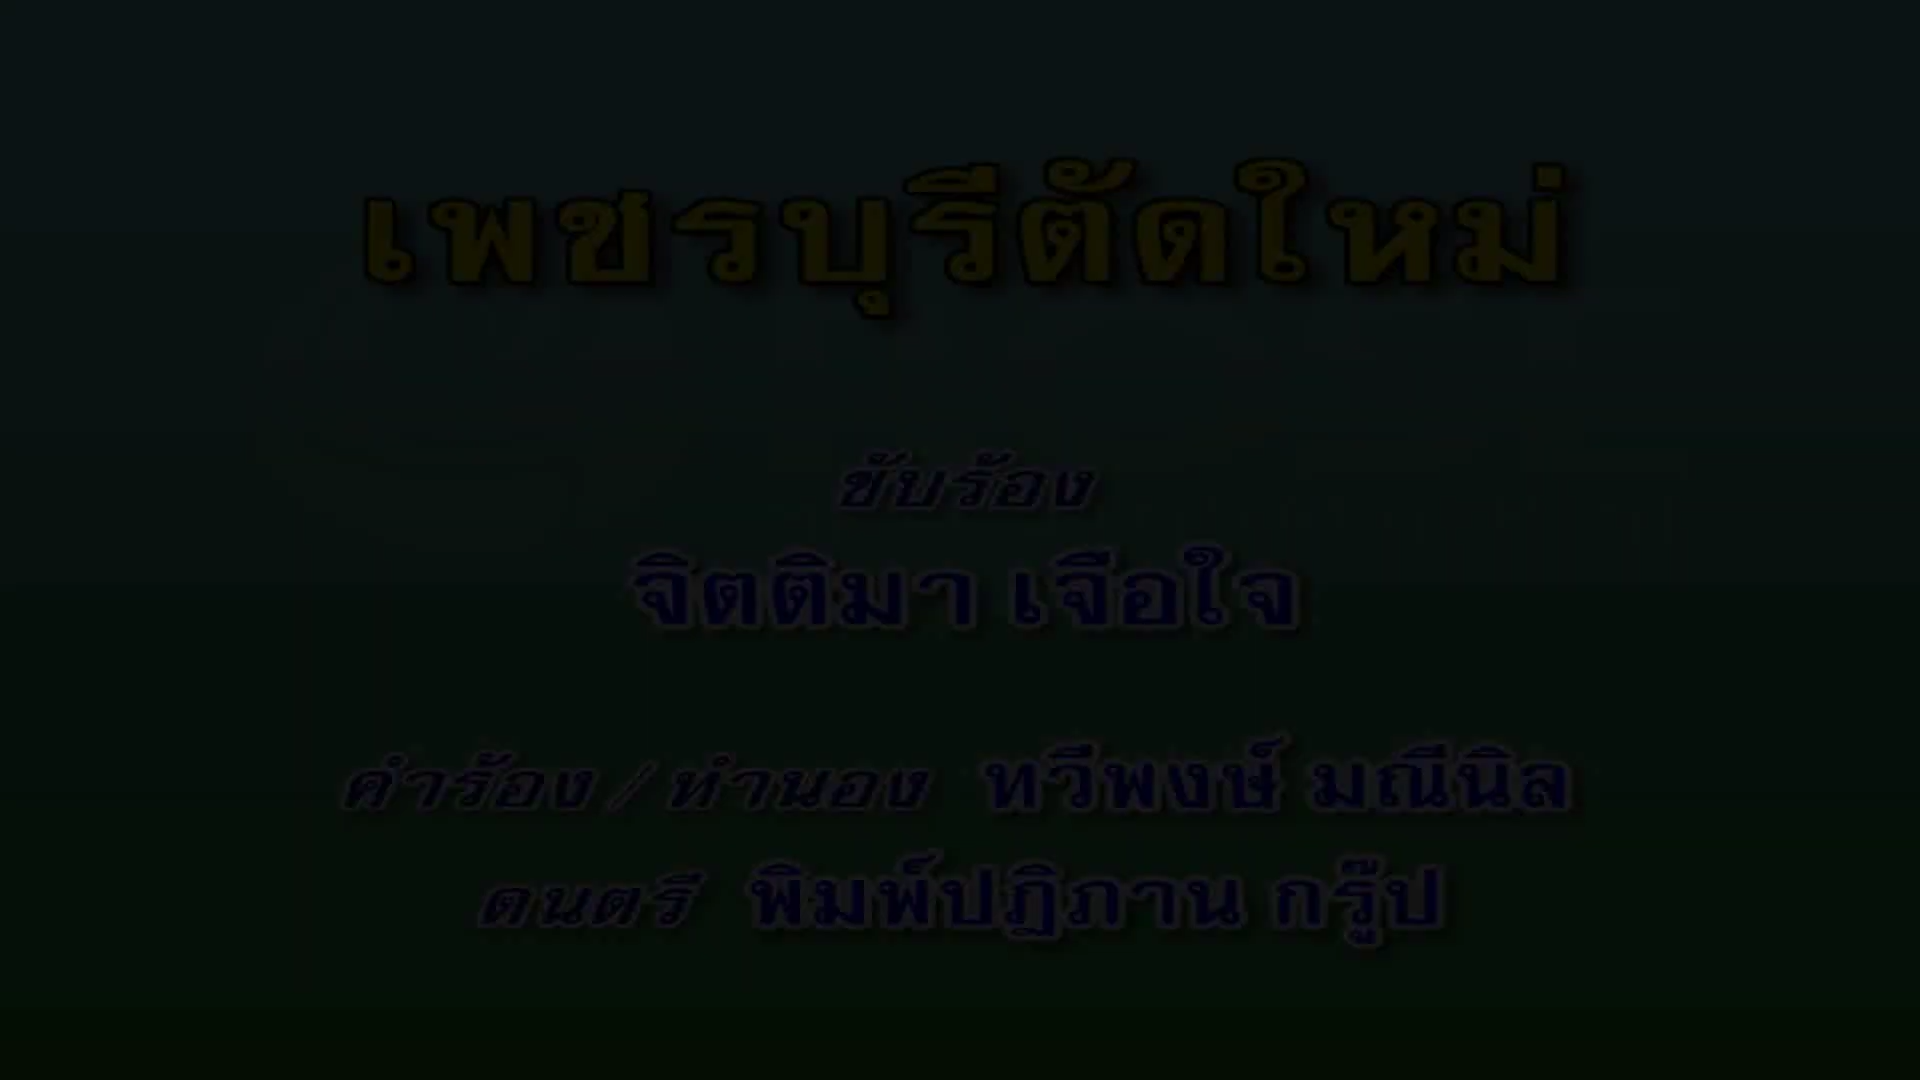 เพชรบุรีตัดใหม่
ขับร้อง
จิตติมา เจือใจ
คำร้อง / ทำนอง ทวีพงษ์ มณีนิล
ดนตรี พิมพ์ปฏิภาณ กรู๊ป